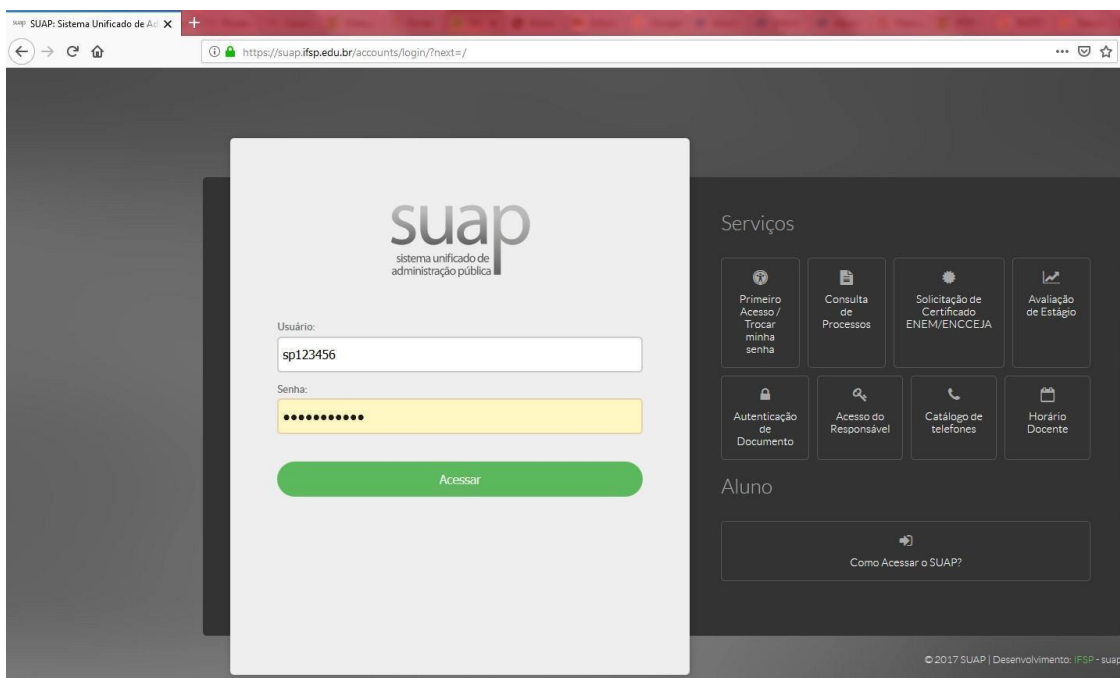 suap SUAP: Sistema Unificado de Ad
https://suap.ifsp.edu.br/accounts/login/?next=/
suap
sistema unificado de
administração pública
Usuário:
sp123456
Senha:
•••••••••••
Acessar
Serviços
Primeiro
Acesso /
Trocar
minha
senha
Consulta
de
Processos
Solicitação de
Certificado
ENEM/ENCCEJA
Avaliação
de Estágio
Autenticação
de
Documento
Acesso do
Responsável
Catálogo de
telefones
Horário
Docente
Aluno
Como Acessar o SUAP?
© 2017 SUAP | Desenvolvimento: IFSP - suap